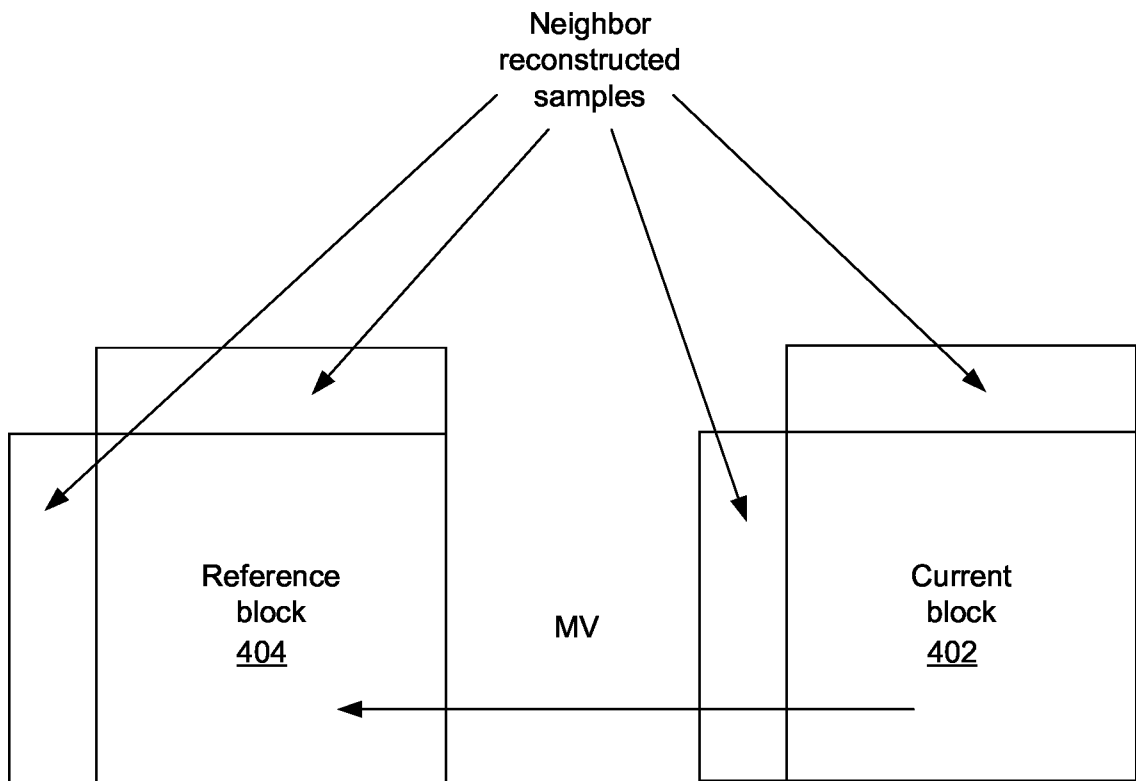 Neighbor
reconstructed
samples
Reference
block
404
MV
Current
block
402